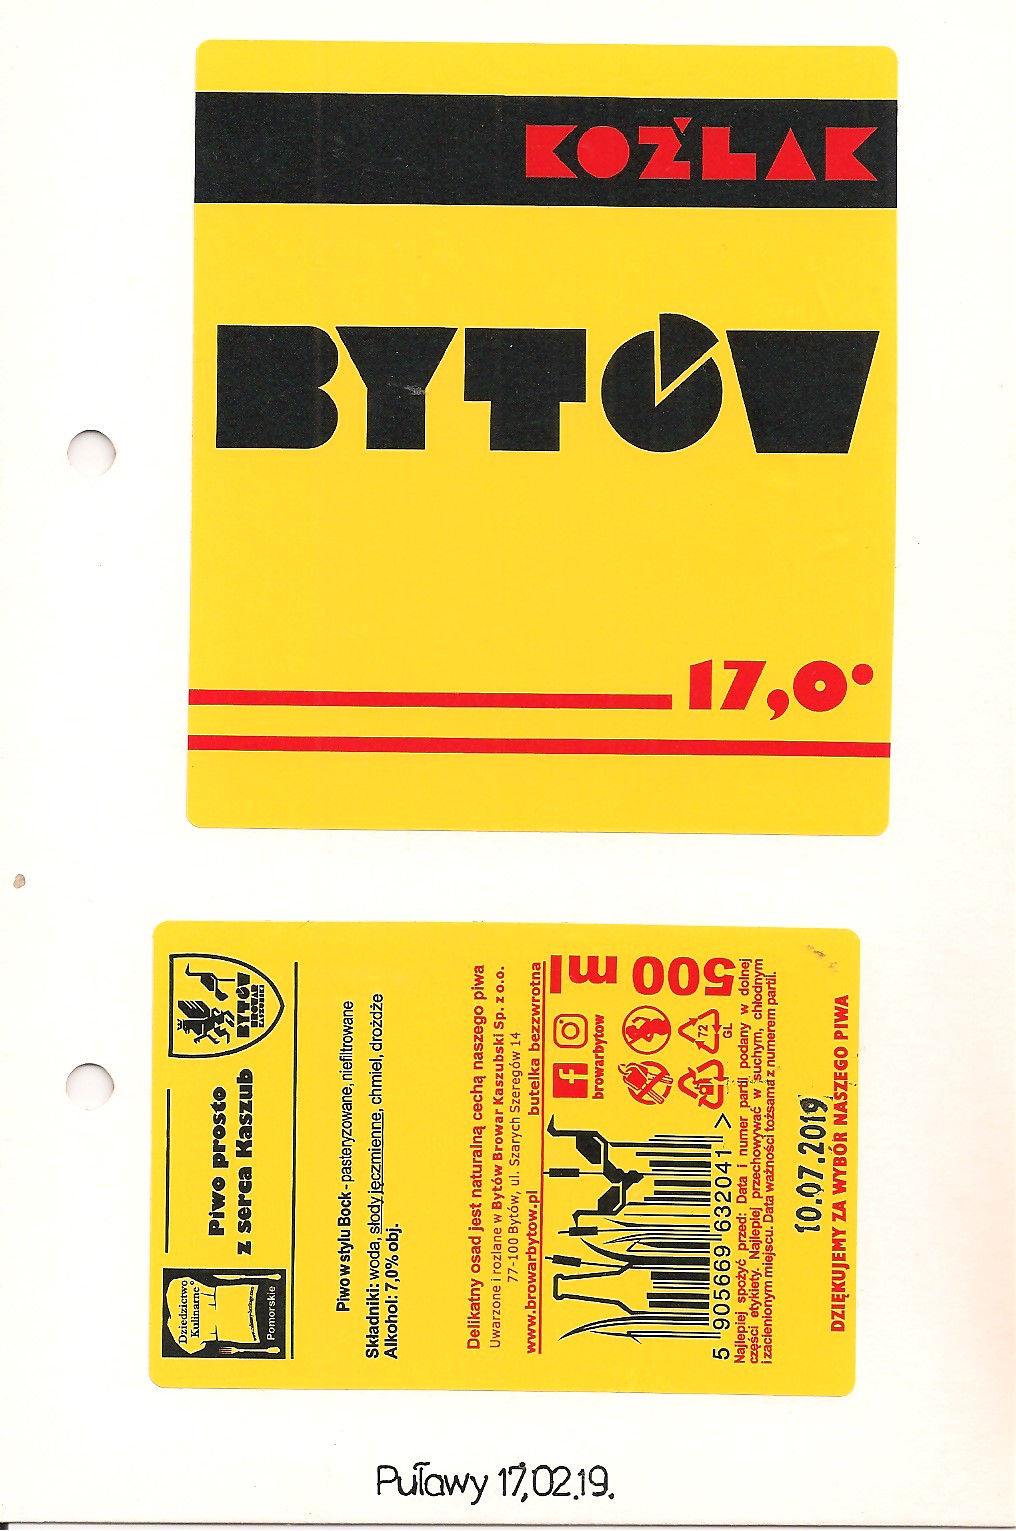 KOŹLAK
BYTÓW
17,0°
Dziedzictwo
Kulinarne
Pomorskie
Piwo prosto
z serca Kaszub
BYTÓW
BROWAR
KASZUBSKI
Piwo w stylu Bock - pasteryzowane, niefiltrowane
Składniki: woda, słody jęczmienne, chmiel, drożdże
Alkohol: 7,0% obj.
Delikatny osad jest naturalną cechą naszego piwa
Uwarzone i rozlane w Bytów Browar Kaszubski Sp. z o.o.
77-100 Bytów, ul. Szarych Szeregów 14
www.browarbytow.pl butelka bezzwrotna
browarbytow
500 ml
72
GL
5 905669 632041 >
Najlepiej spożyć przed: Data i numer partii podany w dolnej
części etykiety. Najlepiej przechowywać w suchym, chłodnym
i zacienionym miejscu. Data ważności tożsama z numerem partii.
10.07.2019
DZIĘKUJEMY ZA WYBÓR NASZEGO PIWA
Puławy 17.02.19.